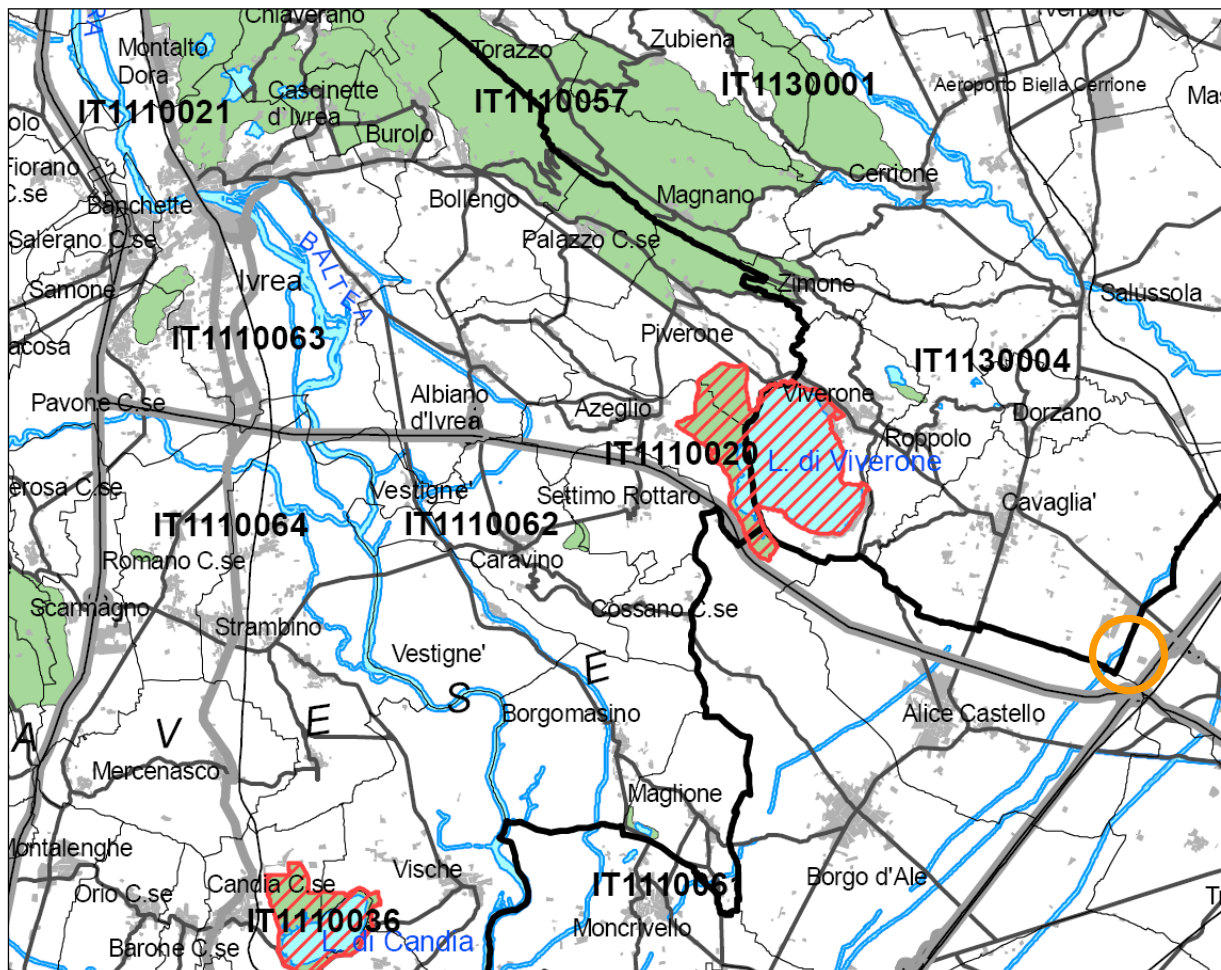 Chiaverano
RA
Montalto
Dora
Torazzo
Zubiena
IT1130001
Aeroporto Biella Cerrione
IT1110021
Cascinette
d'Ivrea
IT1110057
Burolo
Fiorano
C.se
Cerrione
Banchette
Bollengo
Magnano
Salerano C.se
Palazzo C.se
BALTEA
Samone
Ivrea
Zimone
Salussola
IT1110063
Piverone
IT1130004
Pavone C.se
Albiano
d'Ivrea
Azeglio
Viverone
Dorzano
Roppolo
IT1110020
L. di Viverone
erosa C.se
Vestigne'
Settimo Rottaro
Cavaglia'
IT1110064
IT1110062
Romano C.se
Caravino
Scarmagno
Cossano C.se
Strambino
Vestigne'
E
S
Borgomasino
Alice Castello
A
V
E
Mercenasco
Maglione
Montalenghe
Vische
Orio C.se
Candia C.se
IT1110061
Borgo d'Ale
IT1110036
Moncrivello
Barone C.se
L. di Candia